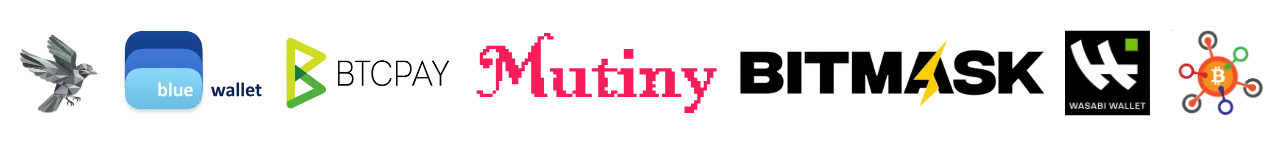 blue wallet
BTCPAY
Mutiny
BITMASK
WASABI WALLET